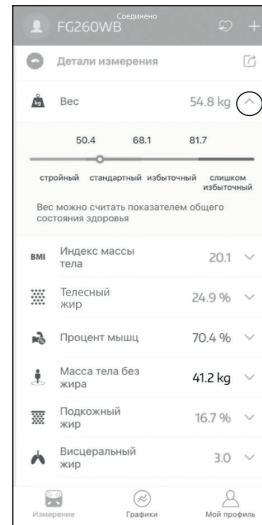 Соединено
FG260WB
Детали измерения
Вес 54.8 kg
50.4 68.1 81.7
стройный стандартный избыточный слишком
избыточный
Вес можно считать показателем общего
состояния здоровья
BMI Индекс массы
тела 20.1
Телесный
жир 24.9 %
Процент мышц 70.4 %
Масса тела без
жира 41.2 kg
Подкожный
жир 16.7 %
Висцеральный
жир 3.0
Измерение Графики Мой профиль